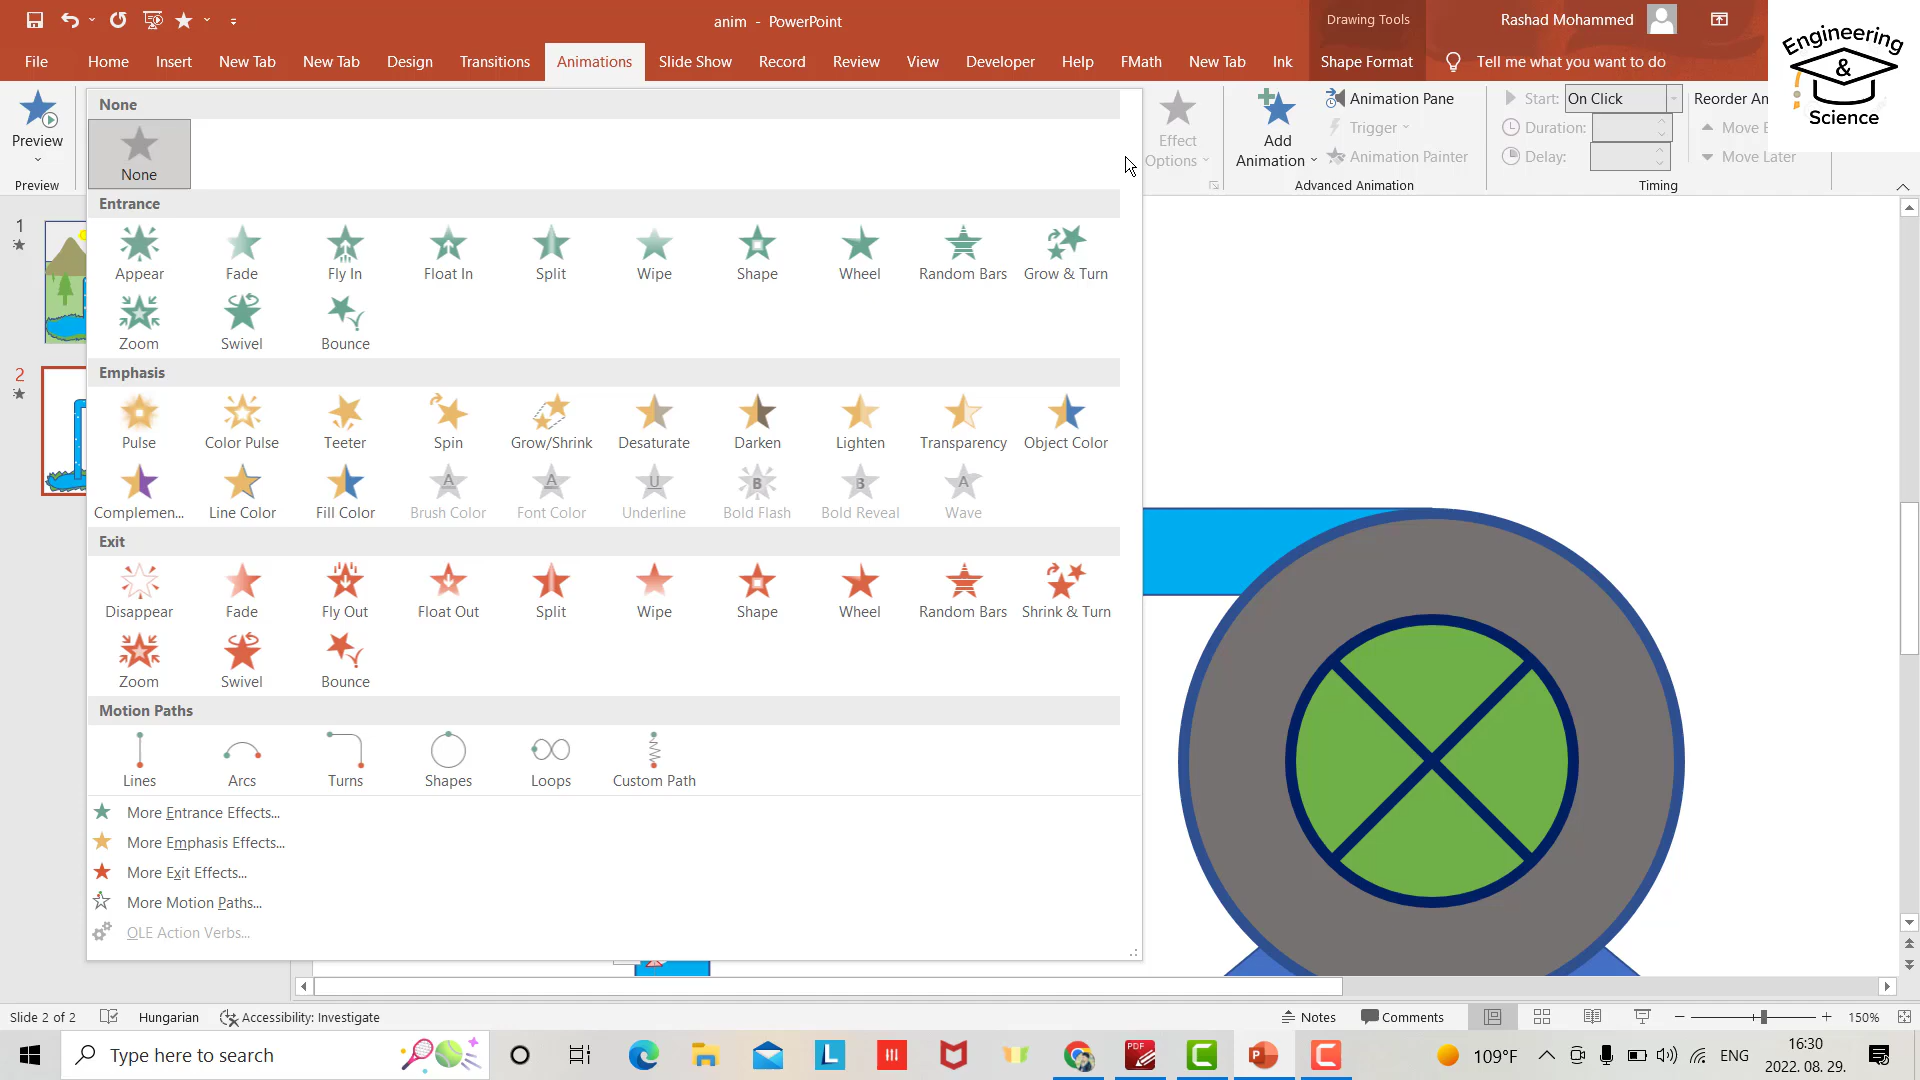 anim - PowerPoint
Drawing Tools
Rashad Mohammed
Engineering
&
Science
File Home Insert New Tab New Tab Design Transitions Animations Slide Show Record Review View Developer Help FMath New Tab Ink Shape Format Tell me what you want to do
Preview
Preview
None
None
Entrance
Appear Fade Fly In Float In Split Wipe Shape Wheel Random Bars Grow & Turn
Zoom Swivel Bounce
Emphasis
Pulse Color Pulse Teeter Spin Grow/Shrink Desaturate Darken Lighten Transparency Object Color
Complemen... Line Color Fill Color Brush Color Font Color Underline Bold Flash Bold Reveal Wave
Exit
Disappear Fade Fly Out Float Out Split Wipe Shape Wheel Random Bars Shrink & Turn
Zoom Swivel Bounce
Motion Paths
Lines Arcs Turns Shapes Loops Custom Path
More Entrance Effects...
More Emphasis Effects...
More Exit Effects...
More Motion Paths...
OLE Action Verbs...
Effect
Options
Add
Animation
Animation Pane
Trigger
Animation Painter
Advanced Animation
Start: On Click
Duration:
Delay:
Reorder An
Move E
Move Later
Timing
1
2
Slide 2 of 2 Hungarian Accessibility: Investigate Notes Comments 150%
Type here to search
109°F ENG
16:30
2022. 08. 29.